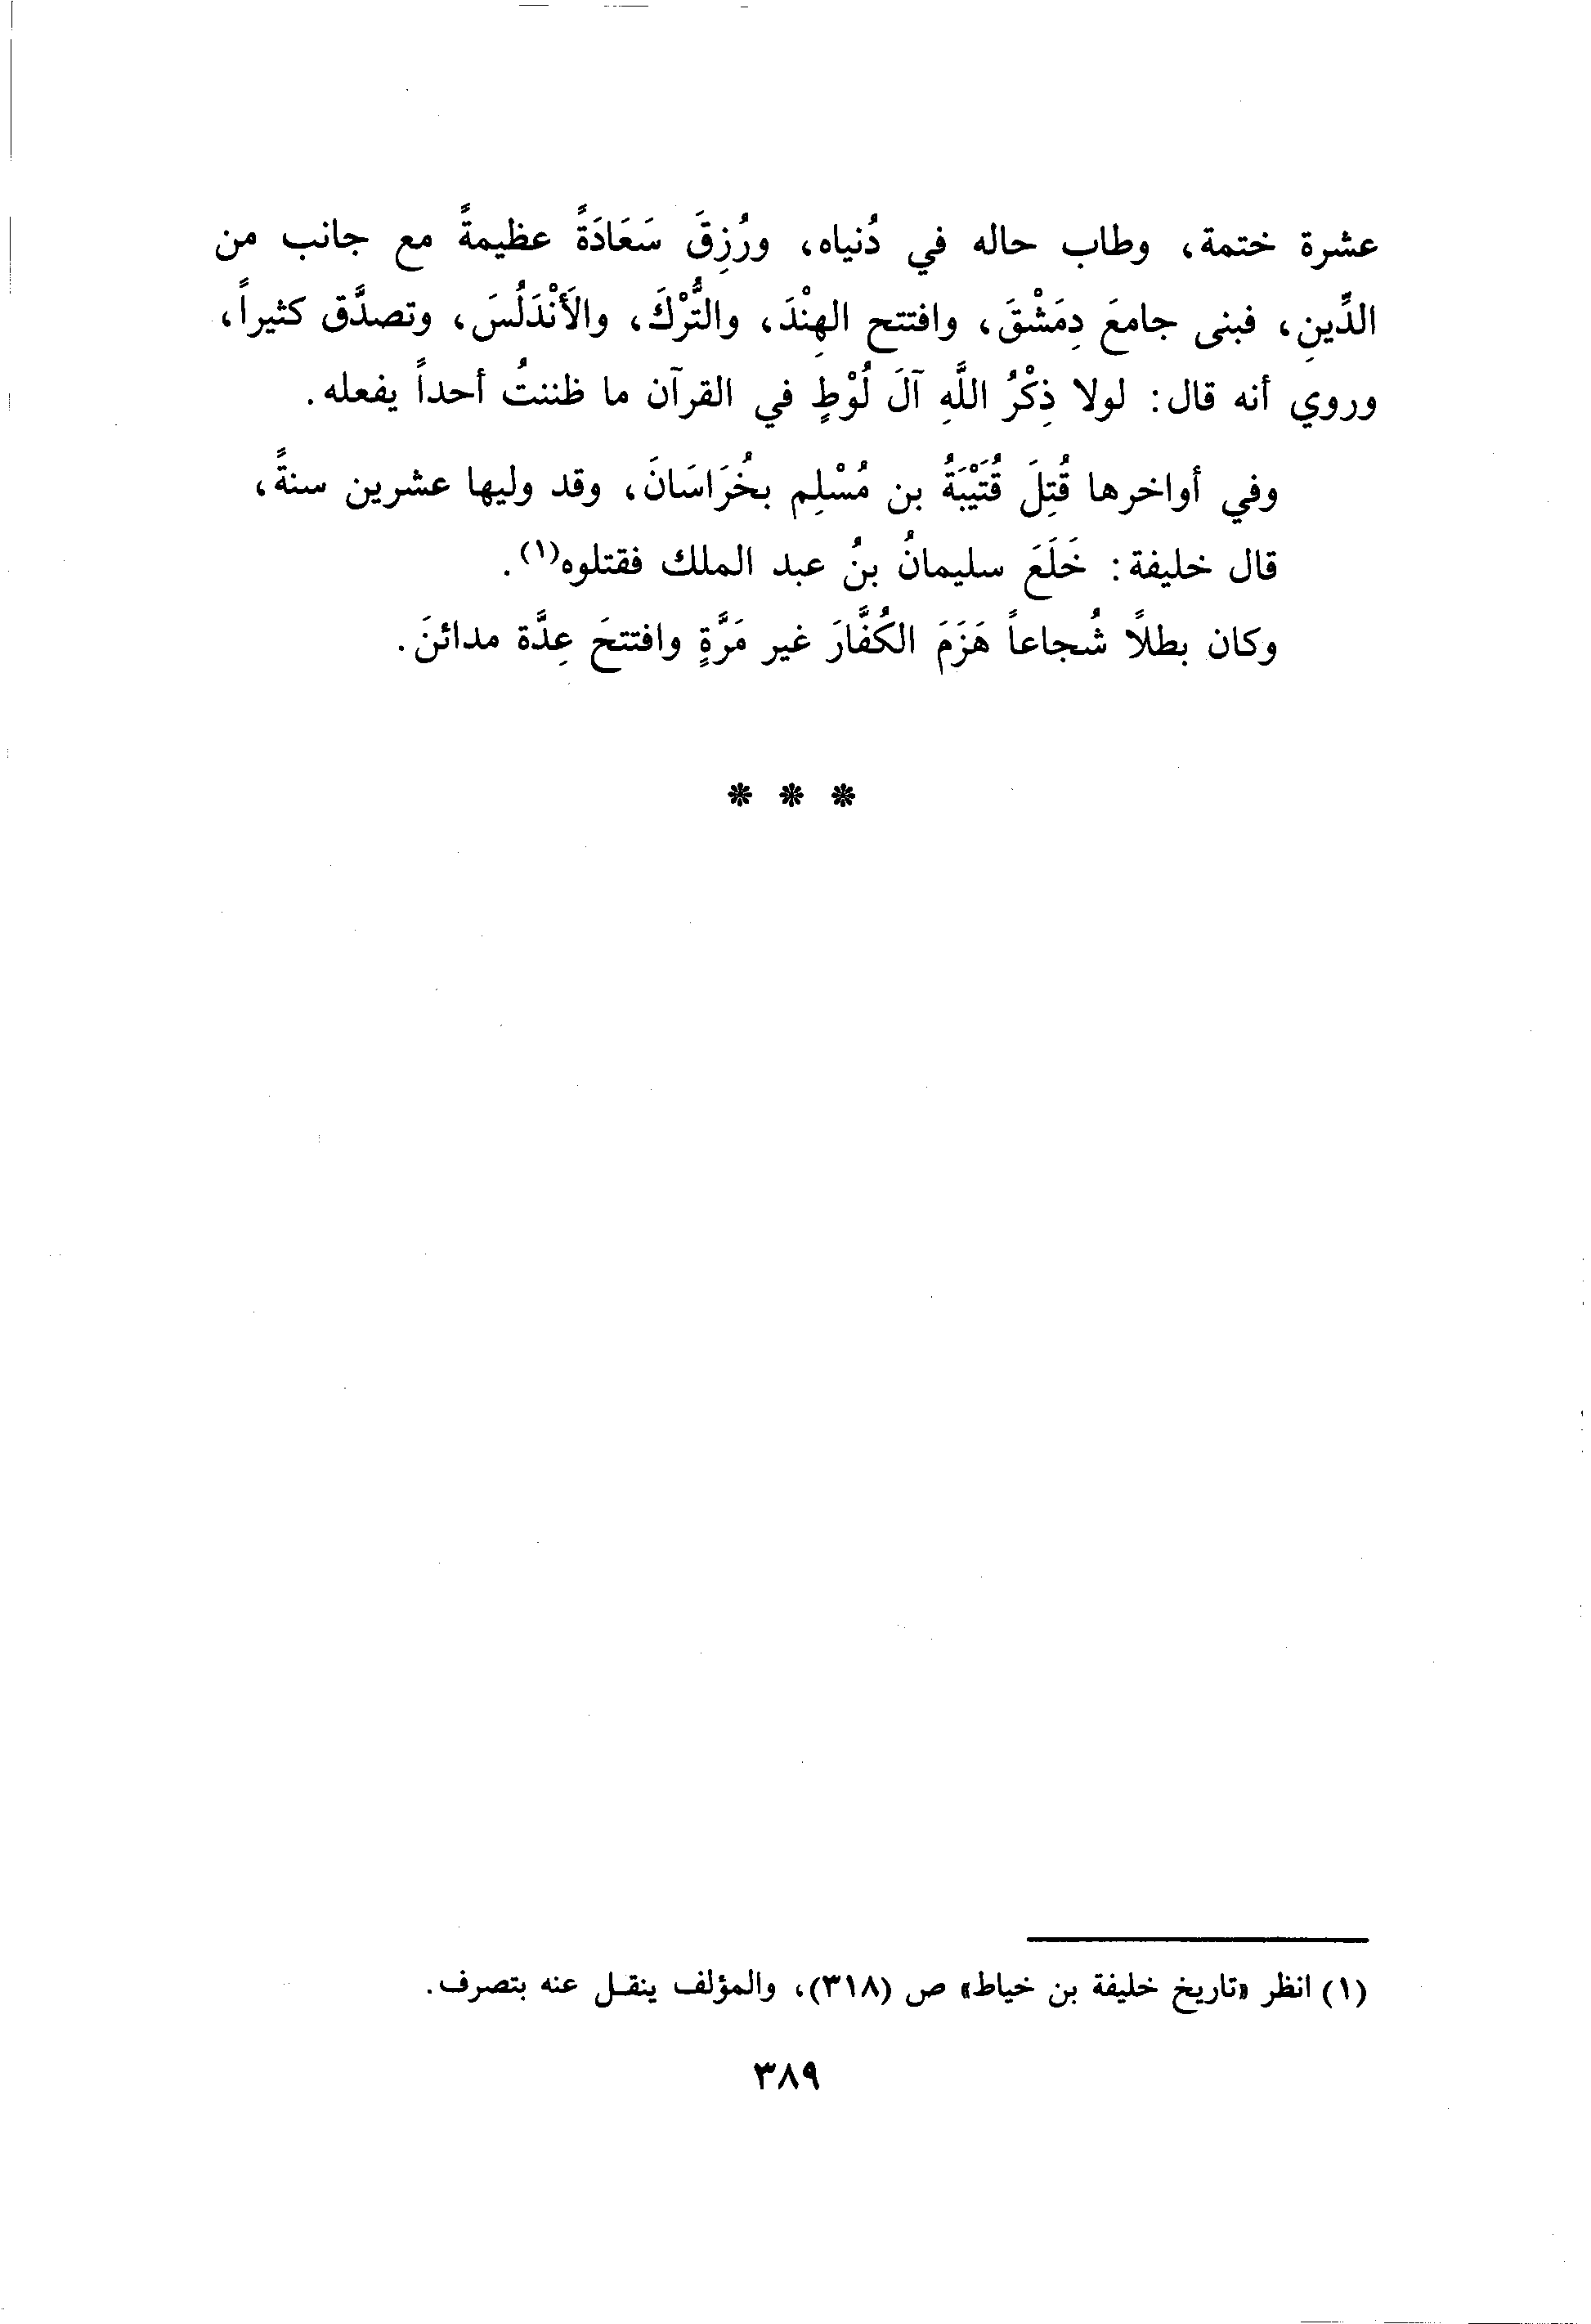 عشرة ختمة، وطاب حاله في دُنياه، ورُزِقَ سَعَادَةً عظيمةً مع جانب من
الدِّينِ، فبنى جامعَ دِمَشْقَ، وافتتح الهِنْدَ، والتُّرْكَ، والأَنْدَلُسَ، وتصدَّق كثيراً،
وروي أنه قال: لولا ذِكْرُ اللَّهِ آلَ لُوْطٍ في القرآن ما ظننتُ أحداً يفعله.
وفي أواخرها قُتِلَ قُتَيْبَةُ بن مُسْلِم بخُرَاسَانَ، وقد وليها عشرين سنةً،
قال خليفة: خَلَعَ سليمانُ بنُ عبد الملك فقتلوه(١).
وكان بطلًا شُجاعاً هَزَمَ الكُفَّارَ غير مَرَّةٍ وافتتحَ عِدَّة مدائنَ.
* * *
(١) انظر «تاريخ خليفة بن خياط» ص (٣١٨)، والمؤلف ينقل عنه بتصرف.
٣٨٩